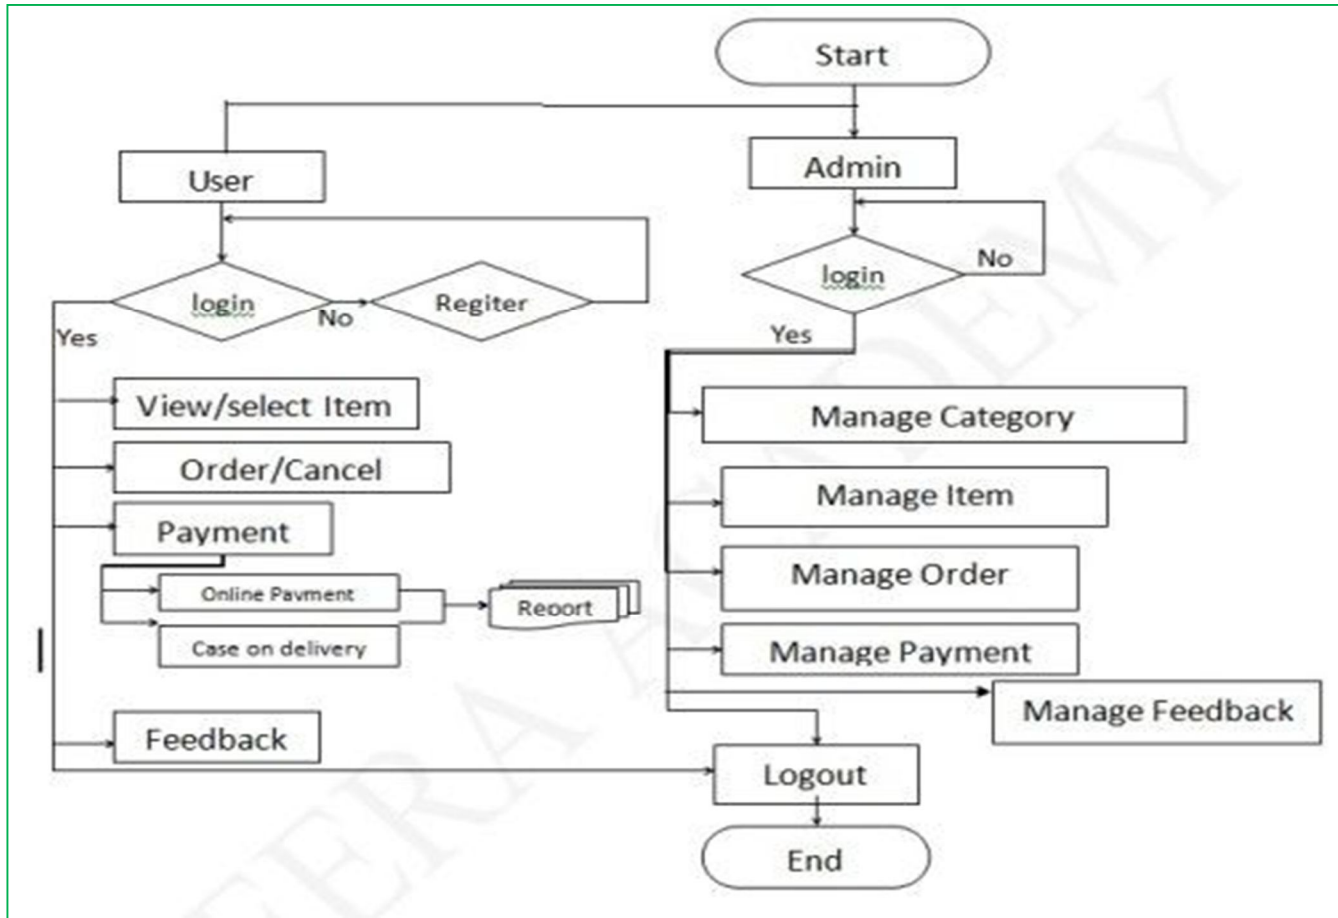 Start
User
Admin
login
No
Regiter
Yes
login
No
Yes
View/select Item
Order/Cancel
Payment
Online Payment
Case on delivery
Report
Feedback
Manage Category
Manage Item
Manage Order
Manage Payment
Manage Feedback
Logout
End